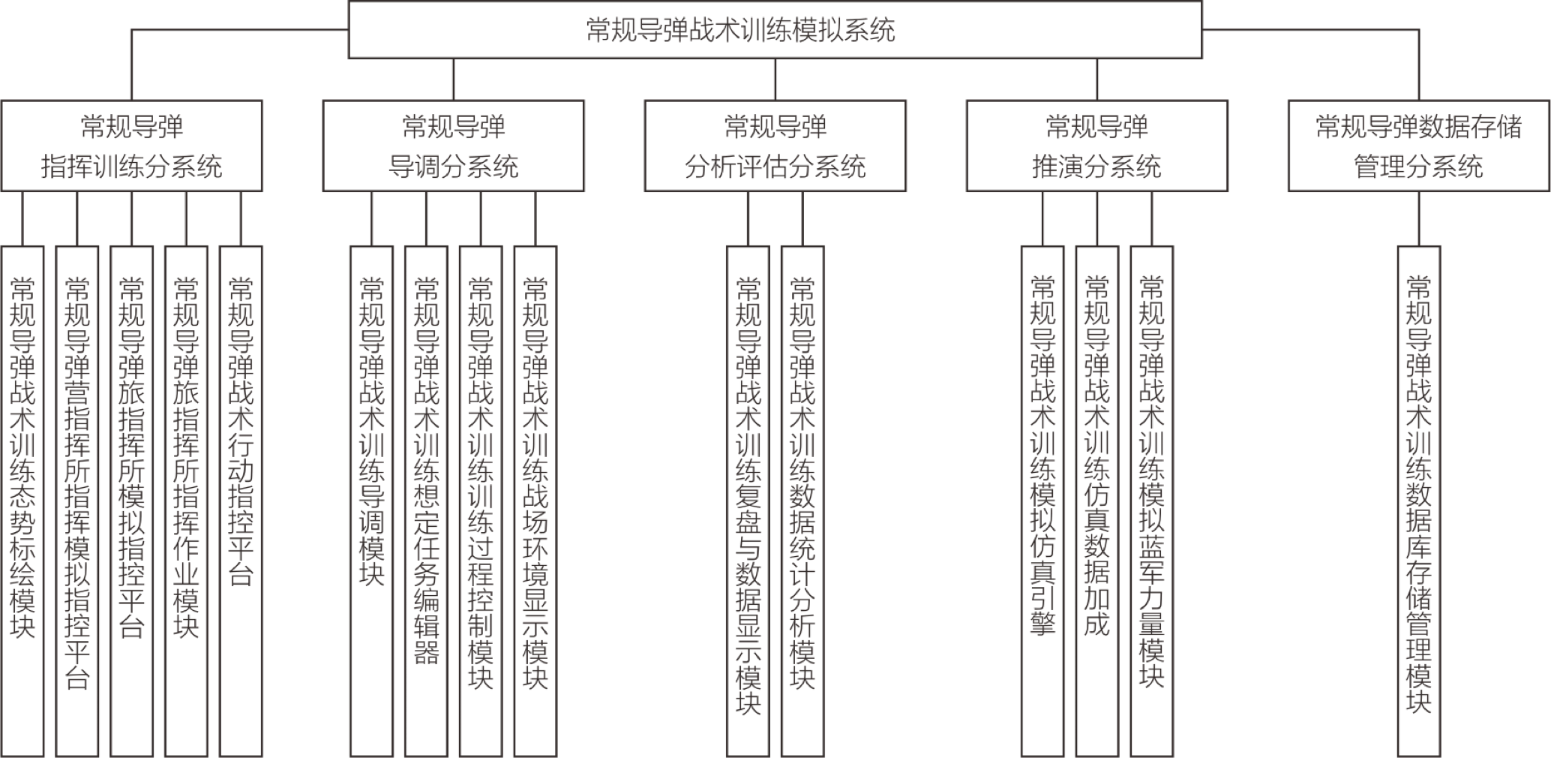 常规导弹战术训练模拟系统
常规导弹
指挥训练分系统
常规导弹
导调分系统
常规导弹
分析评估分系统
常规导弹
推演分系统
常规导弹数据存储
管理分系统
常规导弹战术训练态势标绘模块
常规导弹营指挥所指挥模拟指控平台
常规导弹旅指挥所模拟指控平台
常规导弹旅指挥所指挥作业模块
常规导弹战术行动指控平台
常规导弹战术训练导调模块
常规导弹战术训练想定任务编辑器
常规导弹战术训练训练过程控制模块
常规导弹战术训练战场环境显示模块
常规导弹战术训练复盘与数据显示模块
常规导弹战术训练数据统计分析模块
常规导弹战术训练模拟仿真引擎
常规导弹战术训练仿真数据加成
常规导弹战术训练模拟蓝军力量模块
常规导弹战术训练数据库存储管理模块